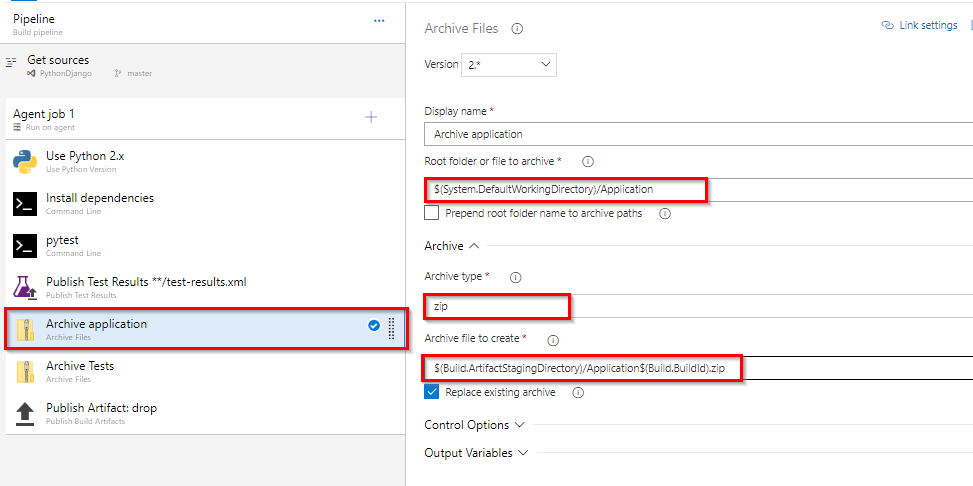 Pipeline
...
Build pipeline
Get sources
PythonDjango
master
Agent job 1
Run on agent
Use Python 2.x
Use Python Version
Install dependencies
Command Line
pytest
Command Line
Publish Test Results **/test-results.xml
Publish Test Results
Archive application
Archive Files
Archive Tests
Archive Files
Publish Artifact: drop
Publish Build Artifacts
Archive Files
Link settings
Version 2.*
Display name *
Archive application
Root folder or file to archive *
$(System.DefaultWorkingDirectory)/Application
Prepend root folder name to archive paths
Archive
Archive type *
zip
Archive file to create *
$(Build.ArtifactStagingDirectory)/Application$(Build.BuildId).zip
Replace existing archive
Control Options
Output Variables